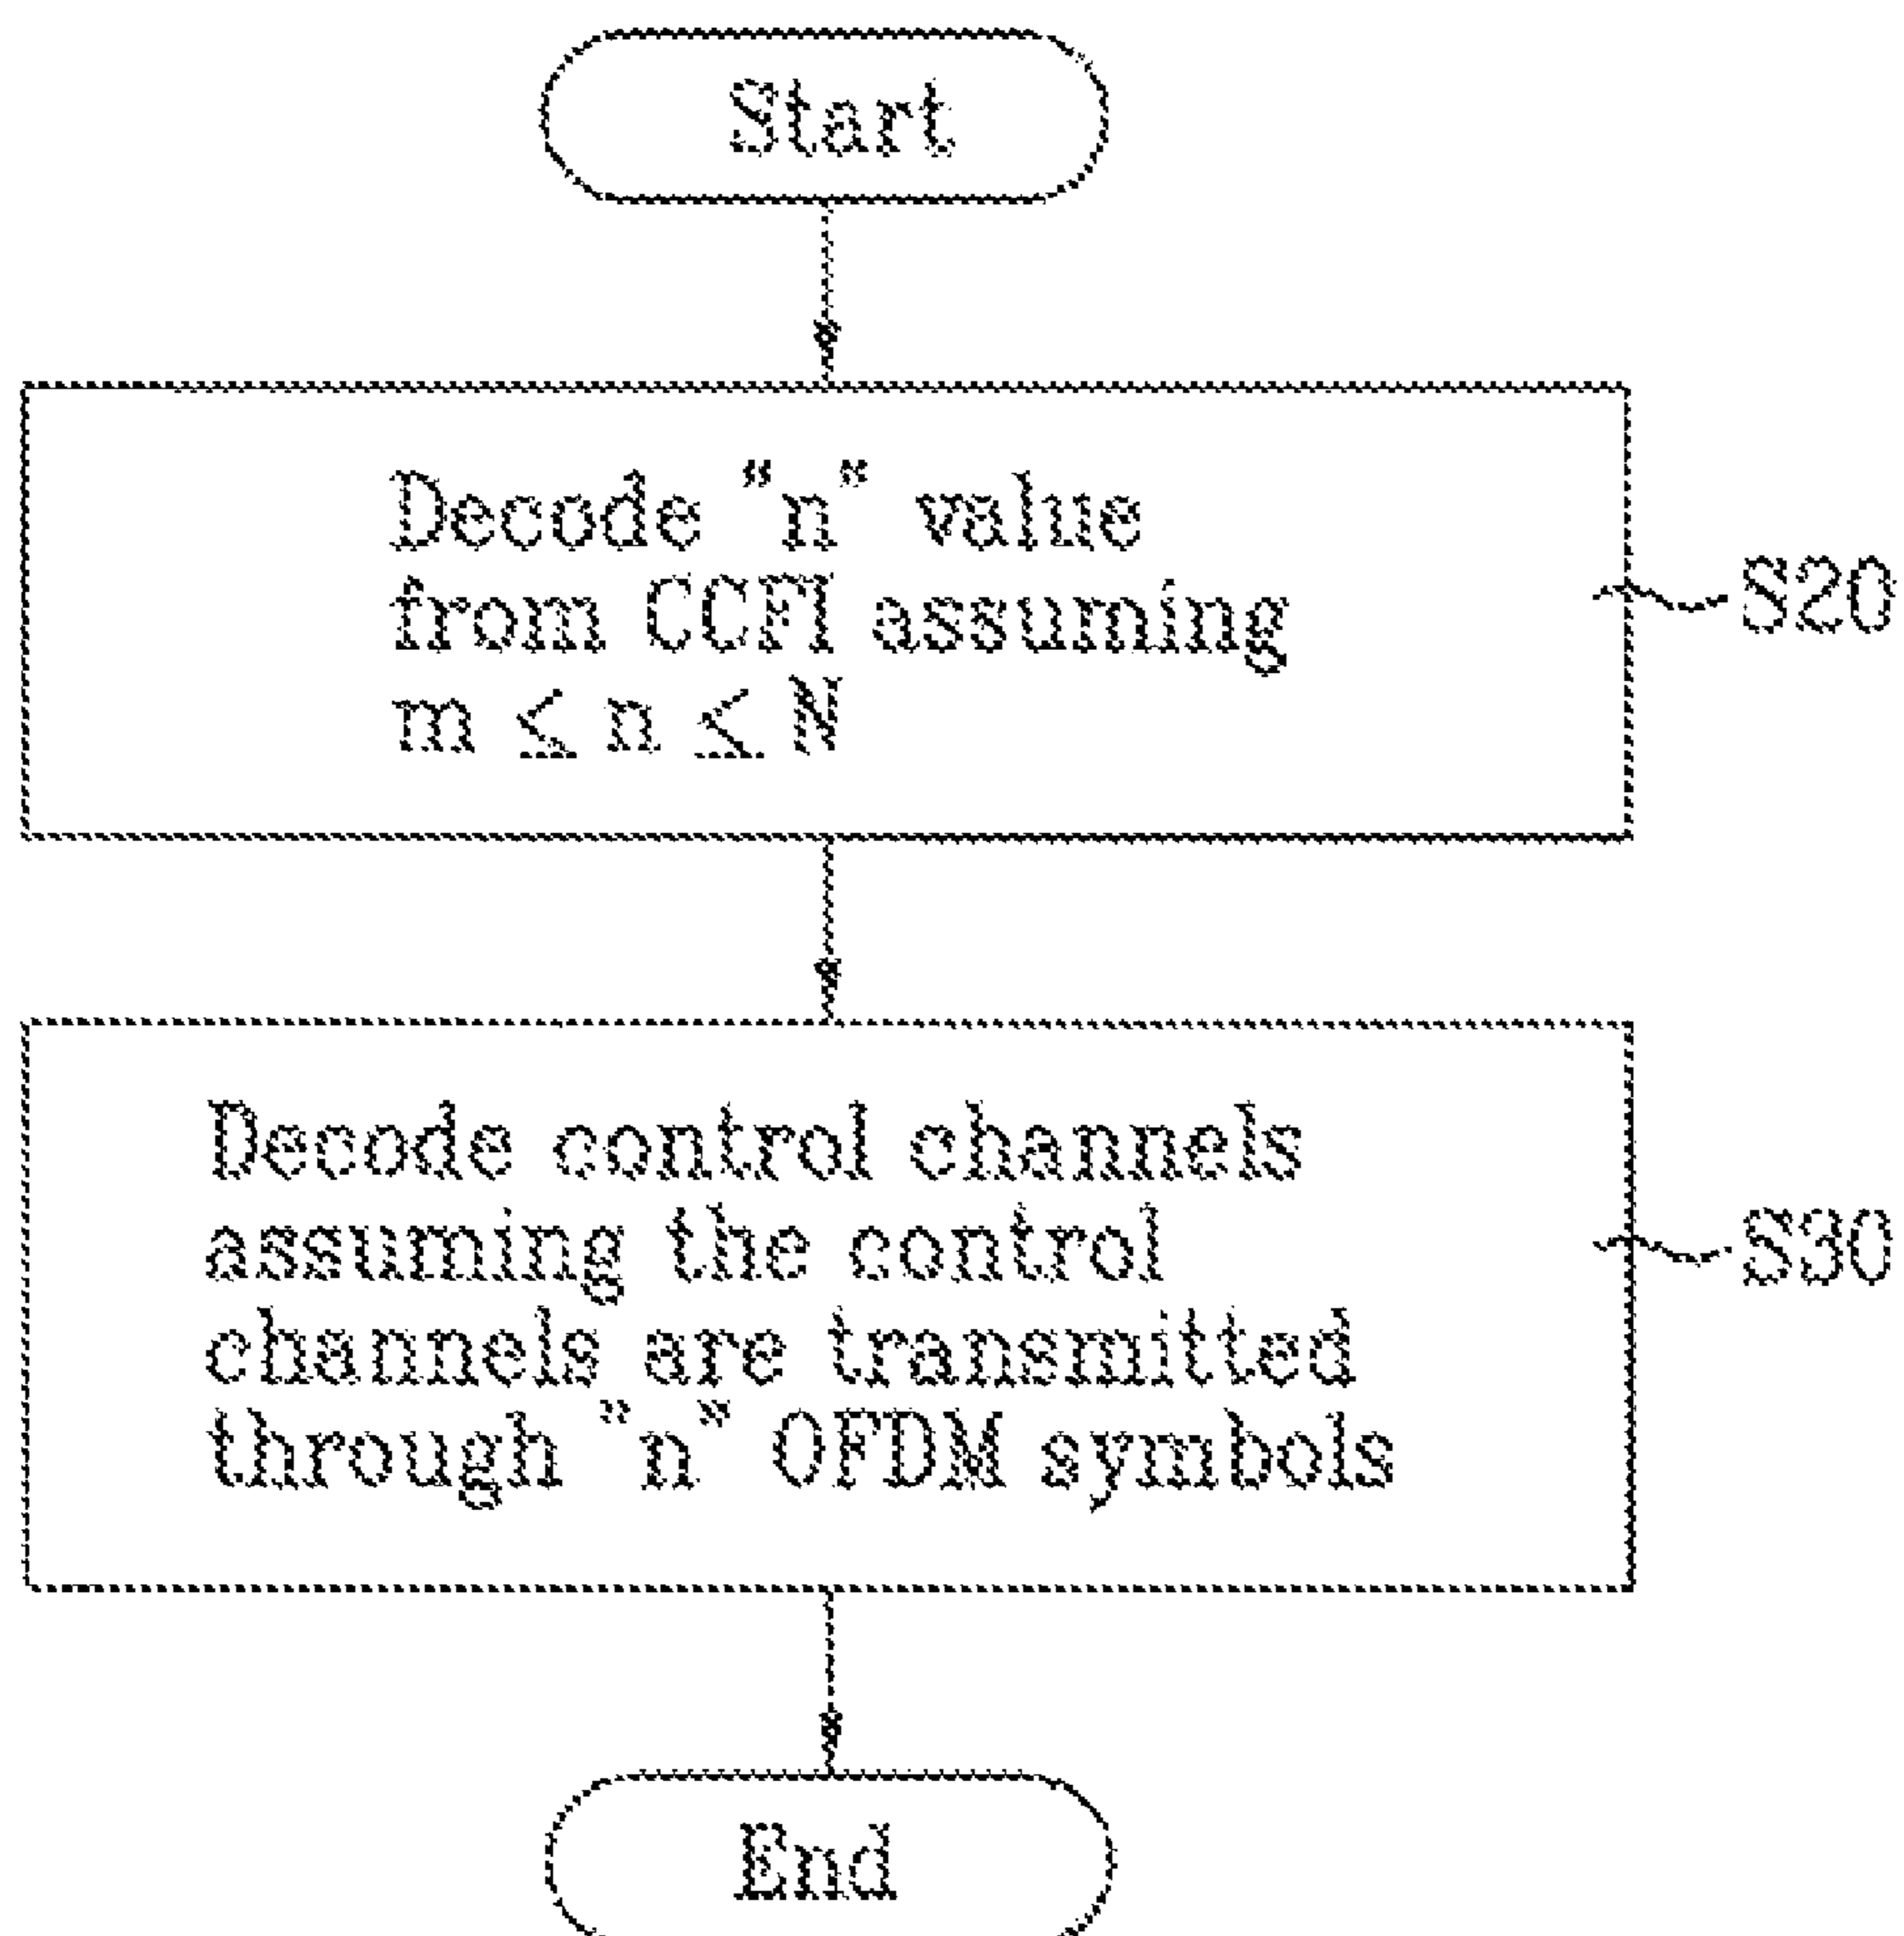 Start
Decode "n" value
from CCFI assuming
m ≤ n ≤ N
S20
Decode control channels
assuming the control
channels are transmitted
through "n" OFDM symbols
S30
End